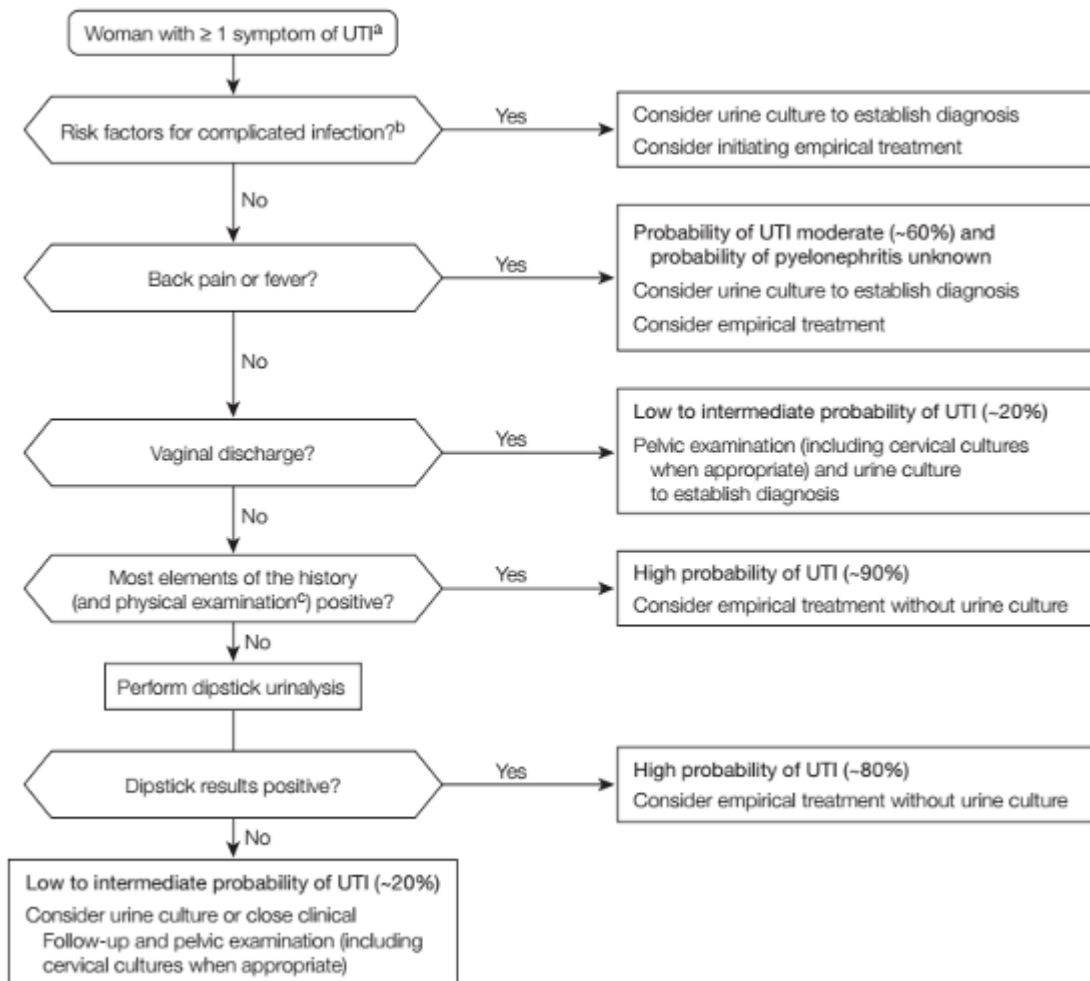 Woman with ≥ 1 symptom of UTIa
Risk factors for complicated infection?b
Yes
Consider urine culture to establish diagnosis
Consider initiating empirical treatment
No
Back pain or fever?
Yes
Probability of UTI moderate (~60%) and
probability of pyelonephritis unknown
Consider urine culture to establish diagnosis
Consider empirical treatment
No
Vaginal discharge?
Yes
Low to intermediate probability of UTI (~20%)
Pelvic examination (including cervical cultures
when appropriate) and urine culture
to establish diagnosis
No
Most elements of the history
(and physical examinationc) positive?
Yes
High probability of UTI (~90%)
Consider empirical treatment without urine culture
No
Perform dipstick urinalysis
Dipstick results positive?
Yes
High probability of UTI (~80%)
Consider empirical treatment without urine culture
No
Low to intermediate probability of UTI (~20%)
Consider urine culture or close clinical
Follow-up and pelvic examination (including
cervical cultures when appropriate)